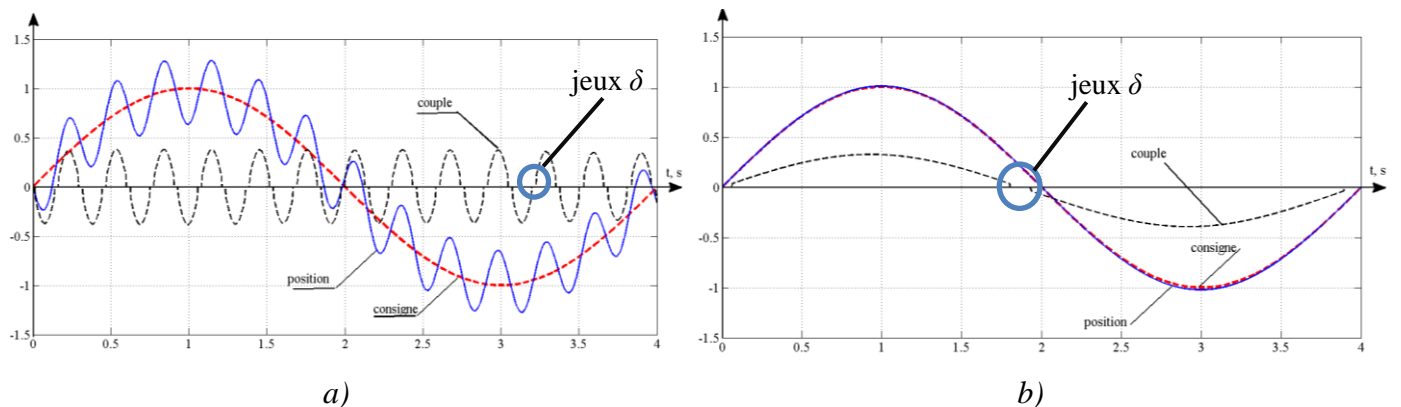 jeux δ
couple
t, s
position
consigne
1.5
1
0.5
0
-0.5
-1
-1.5
0 0.5 1 1.5 2 2.5 3 3.5 4
a)
jeux δ
couple
t, s
consigne
position
1.5
1
0.5
0
-0.5
-1
-1.5
0.5 1 1.5 2 2.5 3 3.5 4
b)